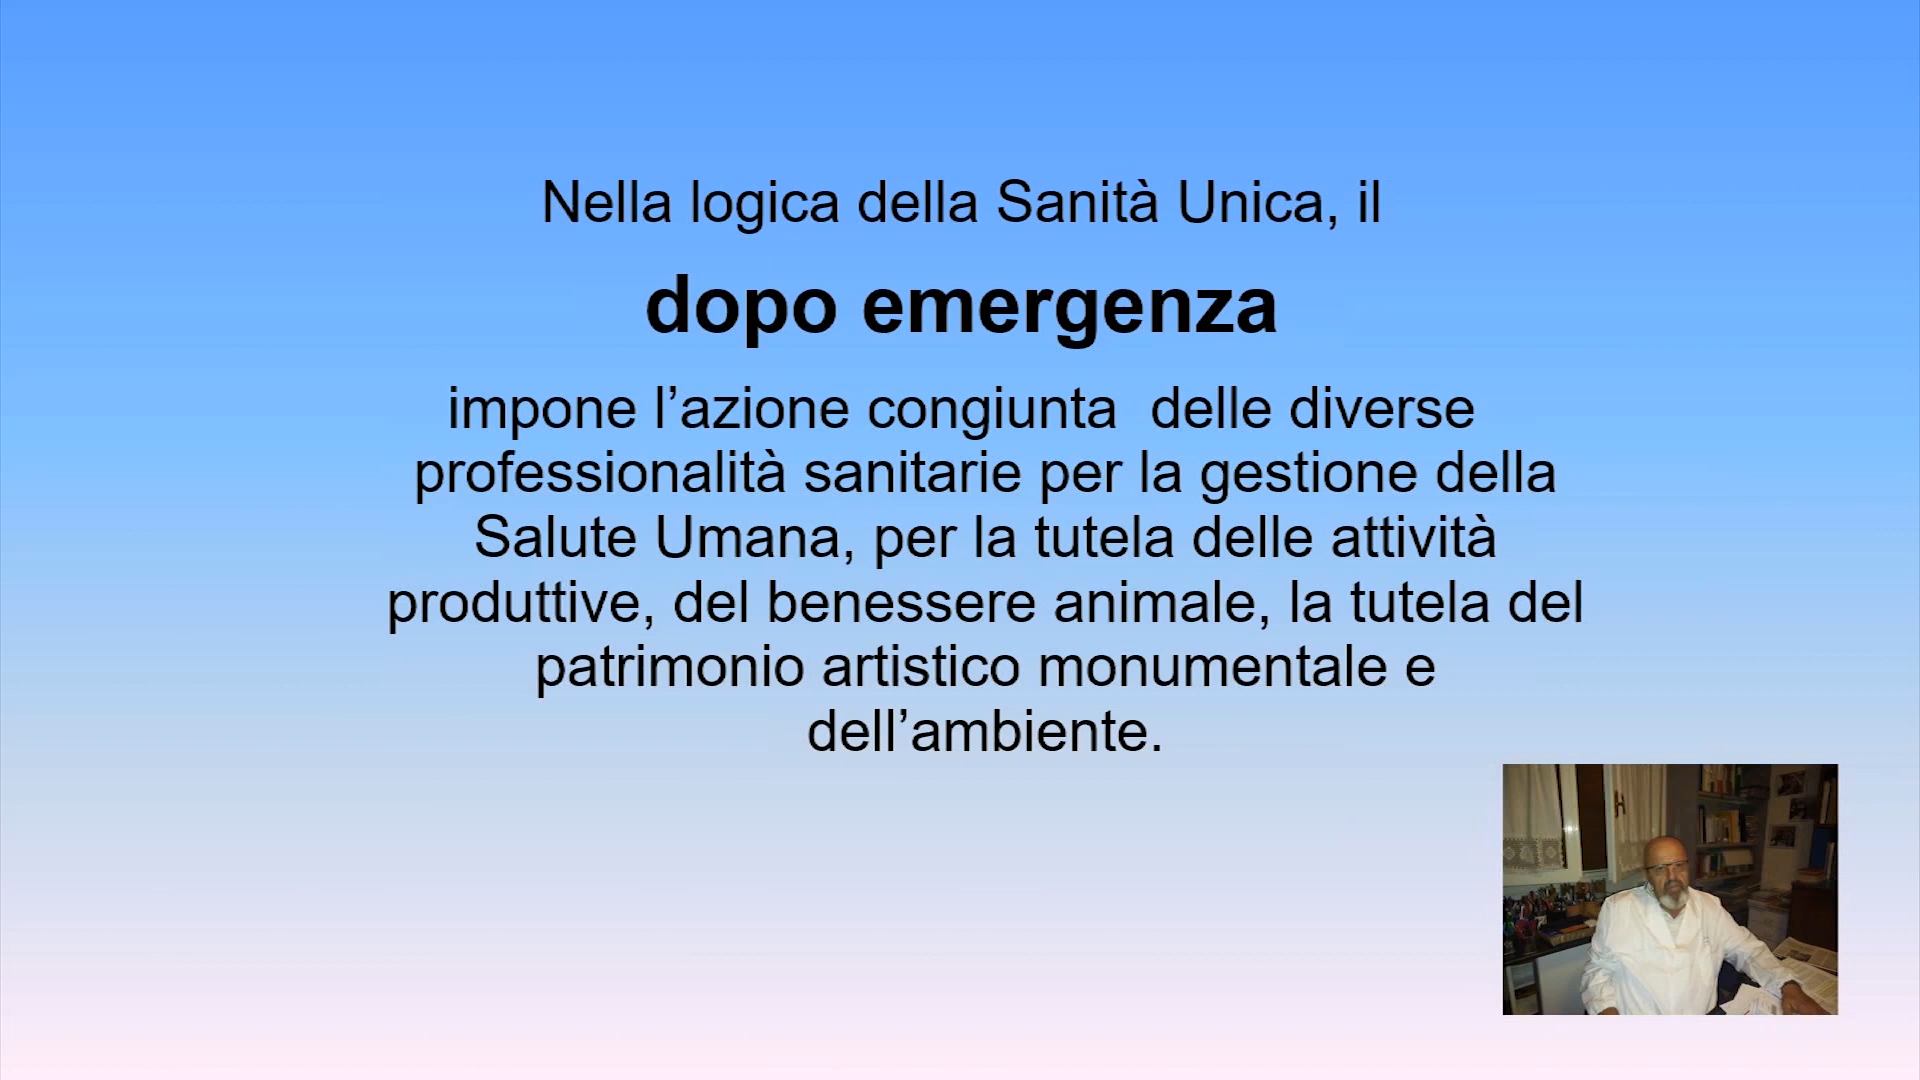 Nella logica della Sanità Unica, il
dopo emergenza
impone l’azione congiunta  delle diverse
professionalità sanitarie per la gestione della
Salute Umana, per la tutela delle attività
produttive, del benessere animale, la tutela del
patrimonio artistico monumentale e
dell’ambiente.